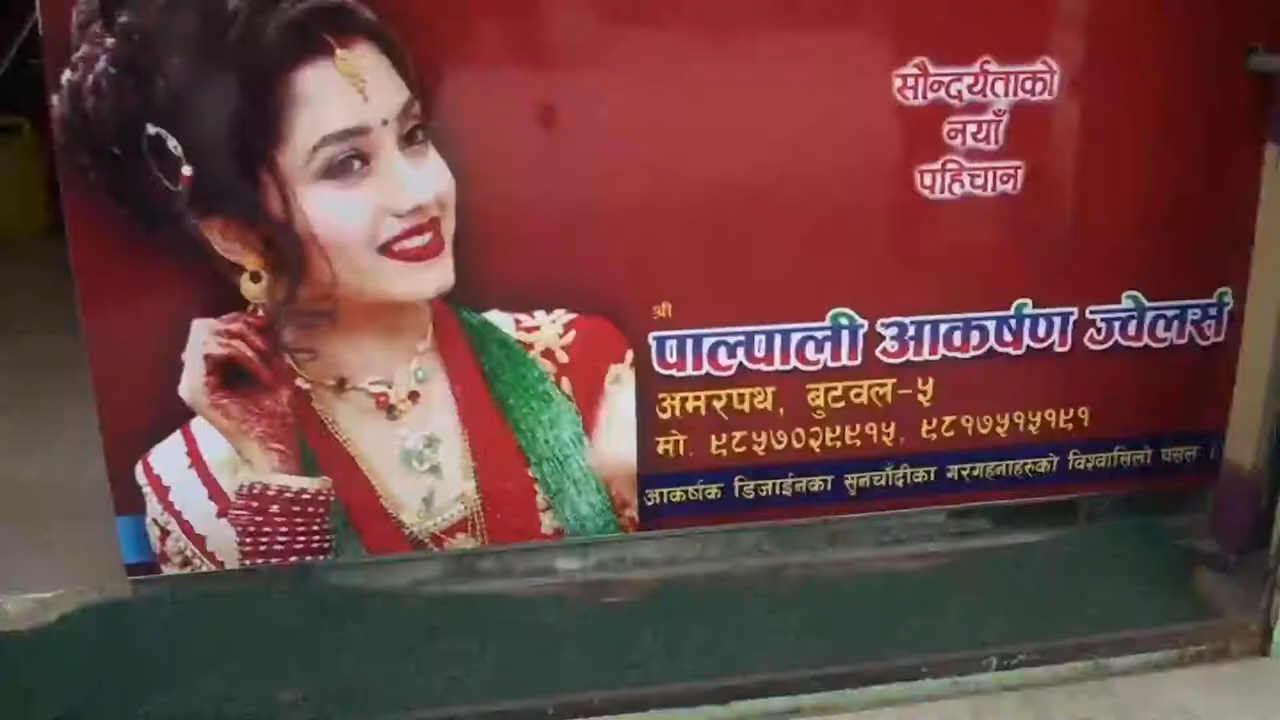 सौन्दर्यताको
नयाँ
पहिचान
श्री
पाल्पाली आकर्षण ज्वेलर्स
अमरपथ, बुटवल-५
मो. ९८५७०२९९१५, ९८१७५१५१९१
आकर्षक डिजाईनका सुनचाँदीका गरगहनाहरुको विश्वासिलो पसल ।